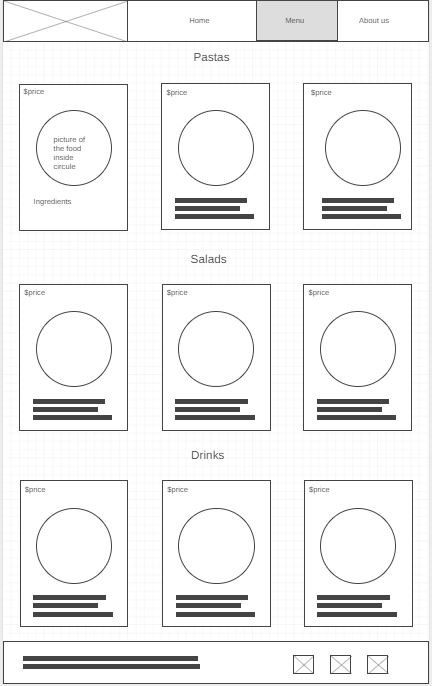 Home
Menu
About us
Pastas
$price
$price
$price
picture of
the food
inside
circule
Ingredients
Salads
$price
$price
$price
Drinks
$price
$price
$price